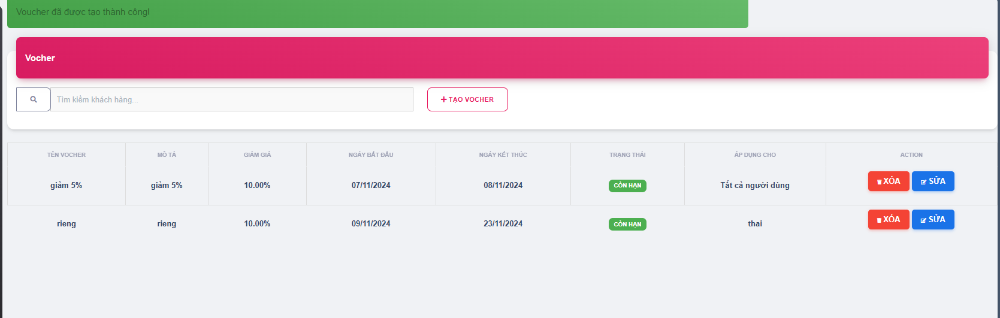 Voucher đã được tạo thành công!
Vocher
Tìm kiếm khách hàng...
TẠO VOCHER
TÊN VOCHER MÔ TẢ GIẢM GIÁ NGÀY BẮT ĐẦU NGÀY KẾT THÚC TRẠNG THÁI ÁP DỤNG CHO ACTION
giảm 5% giảm 5% 10.00% 07/11/2024 08/11/2024 CÒN HẠN Tất cả người dùng XÓA SỬA
rieng rieng 10.00% 09/11/2024 23/11/2024 CÒN HẠN thai XÓA SỬA